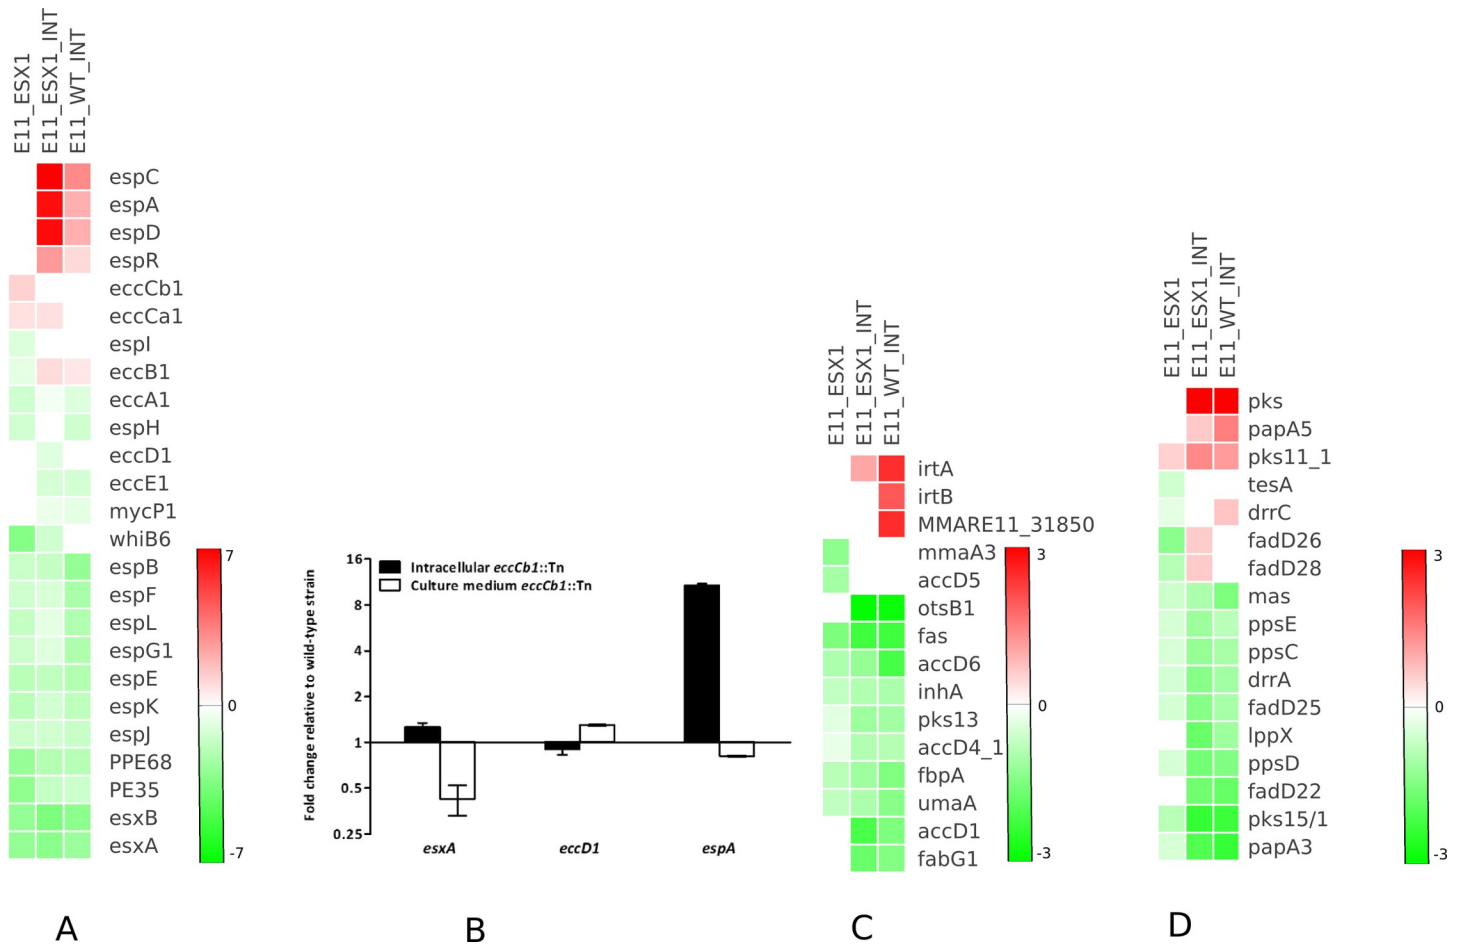 E11_ESX1
E11_ESX1_INT
E11_WT_INT
espC
espA
espD
espR
eccCb1
eccCa1
espI
eccB1
eccA1
espH
eccD1
eccE1
mycP1
whiB6
espB
espF
espL
espG1
espE
espK
espJ
PPE68
PE35
esxB
esxA
7
0
-7
A
Fold change relative to wild-type strain
16
8
4
2
1
0.5
0.25
Intracellular eccCb1::Tn
Culture medium eccCb1::Tn
esxA
eccD1
espA
B
E11_ESX1
E11_ESX1_INT
E11_WT_INT
irtA
irtB
MMARE11_31850
mmaA3
accD5
otsB1
fas
accD6
inhA
pks13
accD4_1
fbpA
umaA
accD1
fabG1
3
0
-3
C
E11_ESX1
E11_ESX1_INT
E11_WT_INT
pks
papA5
pks11_1
tesA
drrC
fadD26
fadD28
mas
ppsE
ppsC
drrA
fadD25
lppX
ppsD
fadD22
pks15/1
papA3
3
0
-3
D